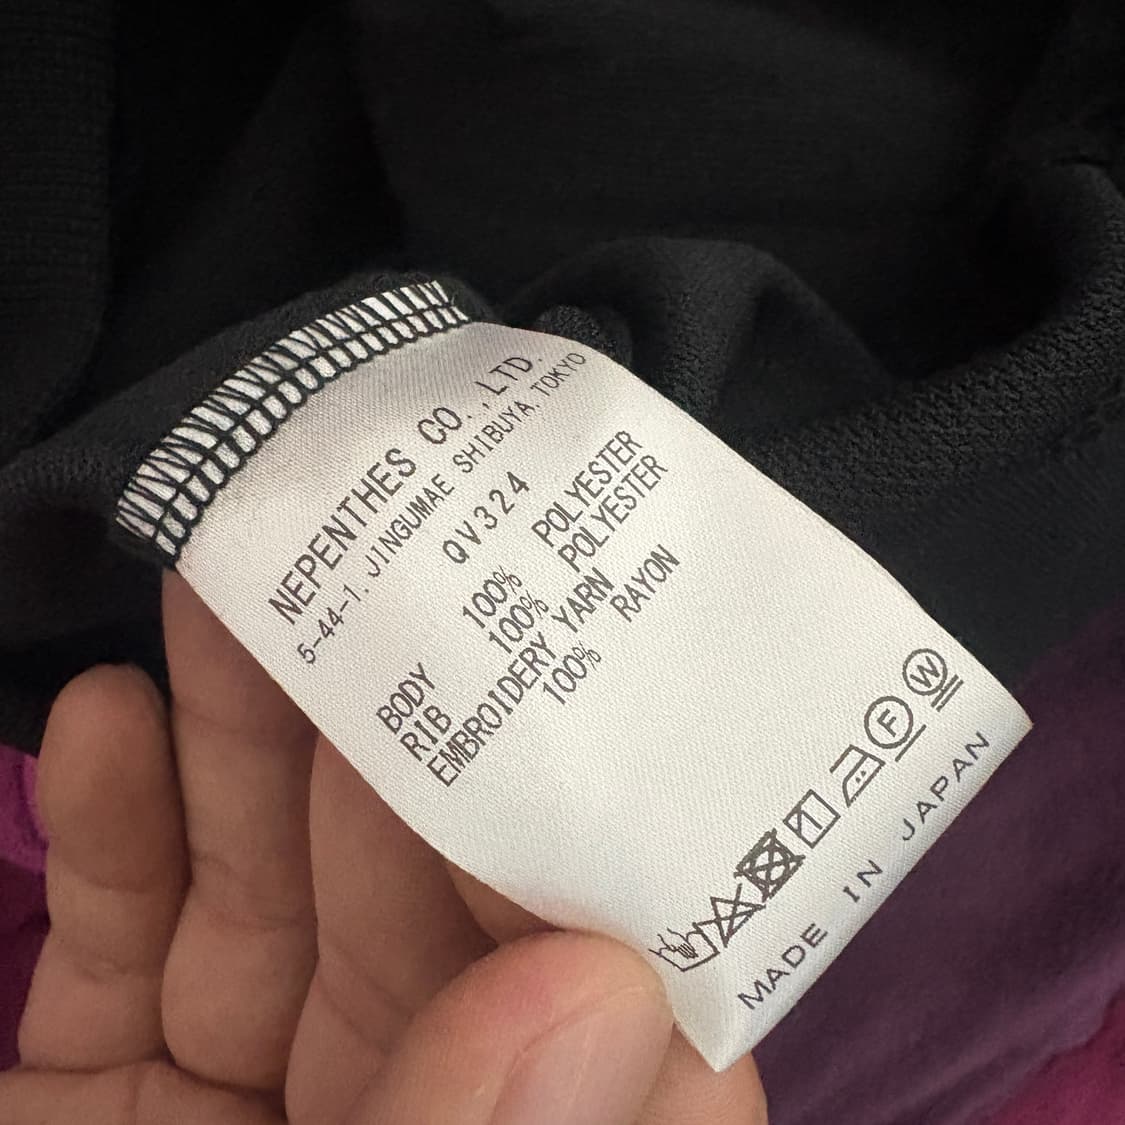 NEPENTHES CO., LTD.
5-44-1, JINGUMAE SHIBUYA, TOKYO
QV324
BODY 100% POLYESTER
RIB 100% POLYESTER
EMBROIDERY YARN
100% RAYON
F W
MADE IN JAPAN